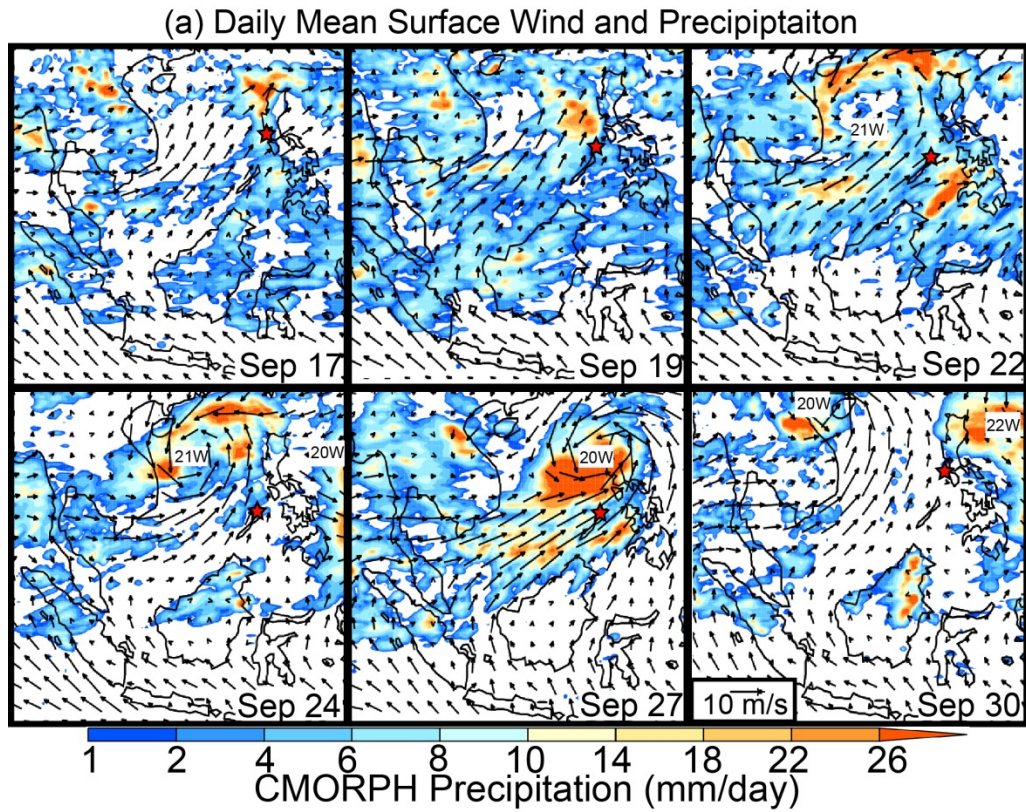 (a) Daily Mean Surface Wind and Precipiptaiton
Sep 17
Sep 19
21W
Sep 22
21W
20W
Sep 24
20W
Sep 27
20W
22W
10 m/s
Sep 30
1 2 4 6 8 10 14 18 22 26
CMORPH Precipitation (mm/day)